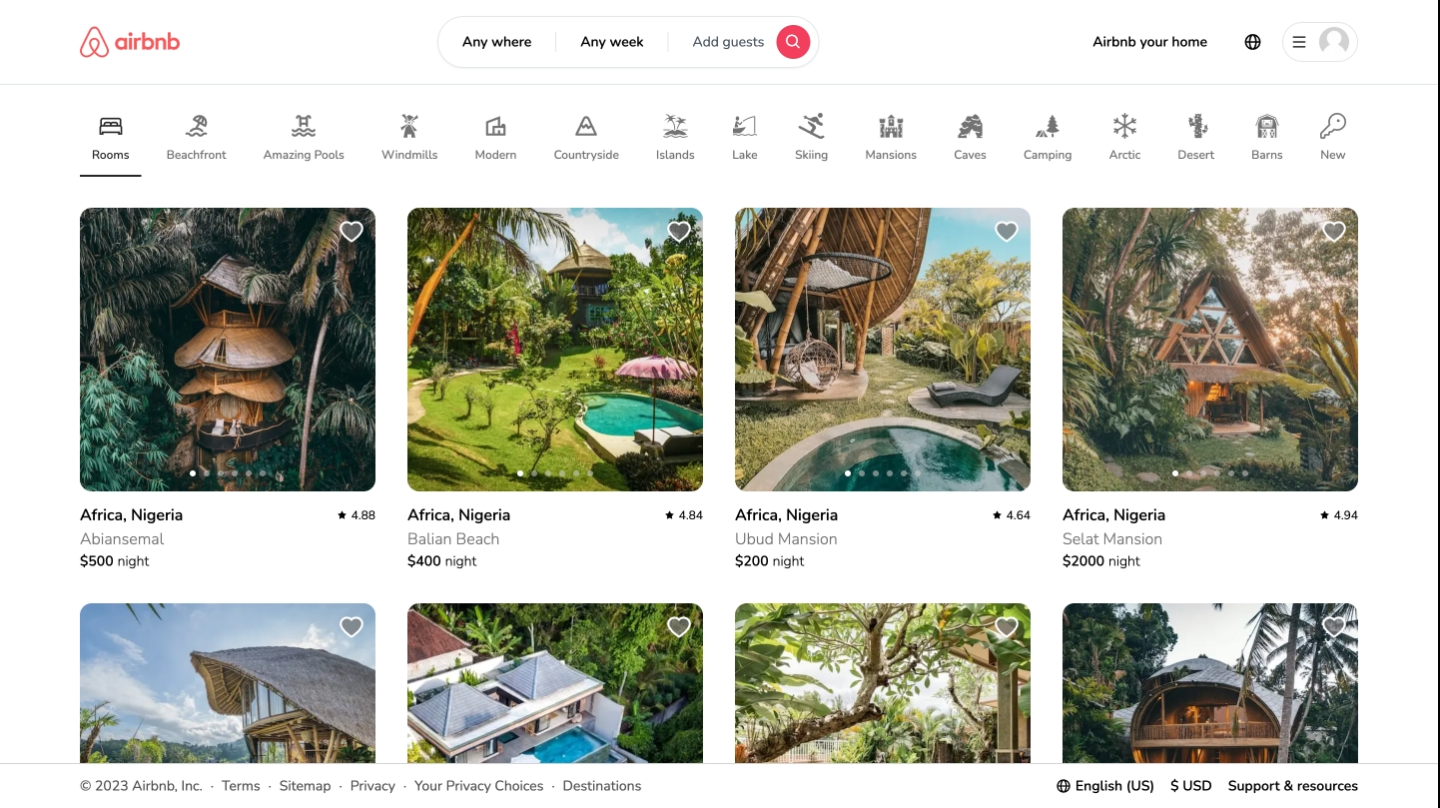 airbnb
Any where Any week Add guests
Airbnb your home
Rooms Beachfront Amazing Pools Windmills Modern Countryside Islands Lake Skiing Mansions Caves Camping Arctic Desert Barns New
Africa, Nigeria 4.88
Abiansemal
$500 night
Africa, Nigeria 4.84
Balian Beach
$400 night
Africa, Nigeria 4.64
Ubud Mansion
$200 night
Africa, Nigeria 4.94
Selat Mansion
$2000 night
© 2023 Airbnb, Inc. · Terms · Sitemap · Privacy · Your Privacy Choices · Destinations
English (US) $ USD Support & resources